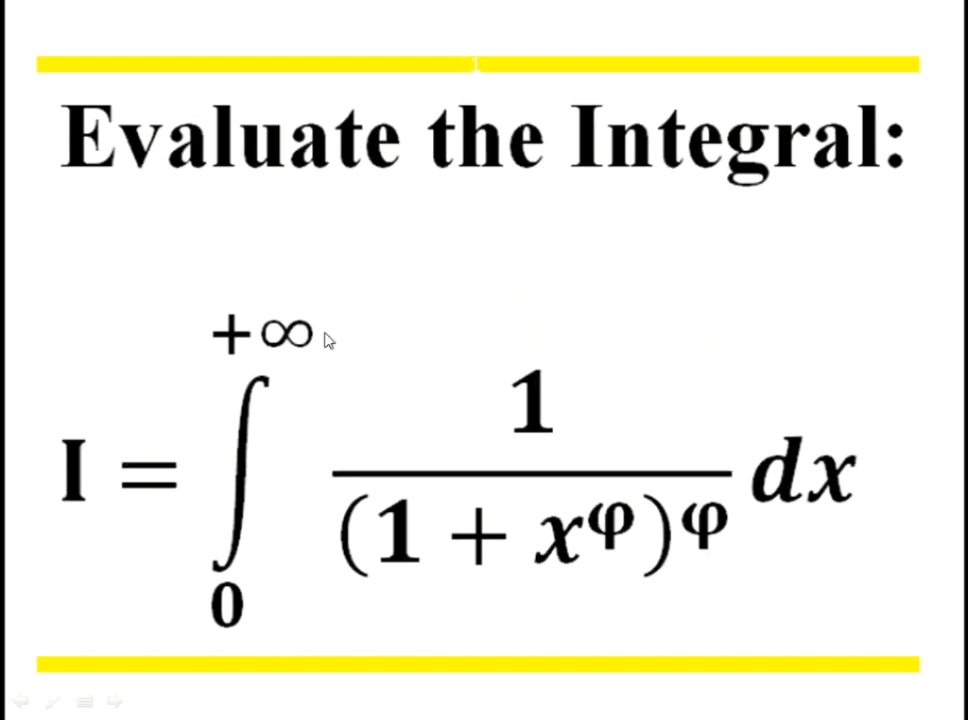 Evaluate the Integral:
I = ∫₀^{+∞} 1/(1 + x^φ)^φ dx